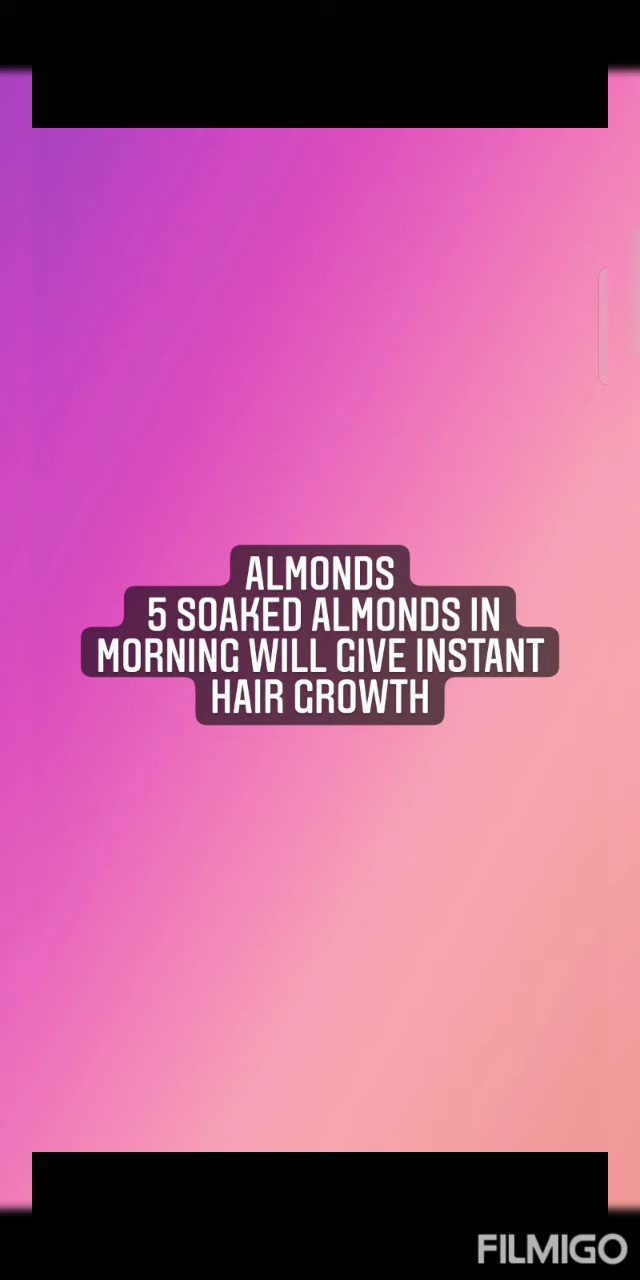 ALMONDS
5 SOAKED ALMONDS IN
MORNING WILL GIVE INSTANT
HAIR GROWTH
FILMIGO